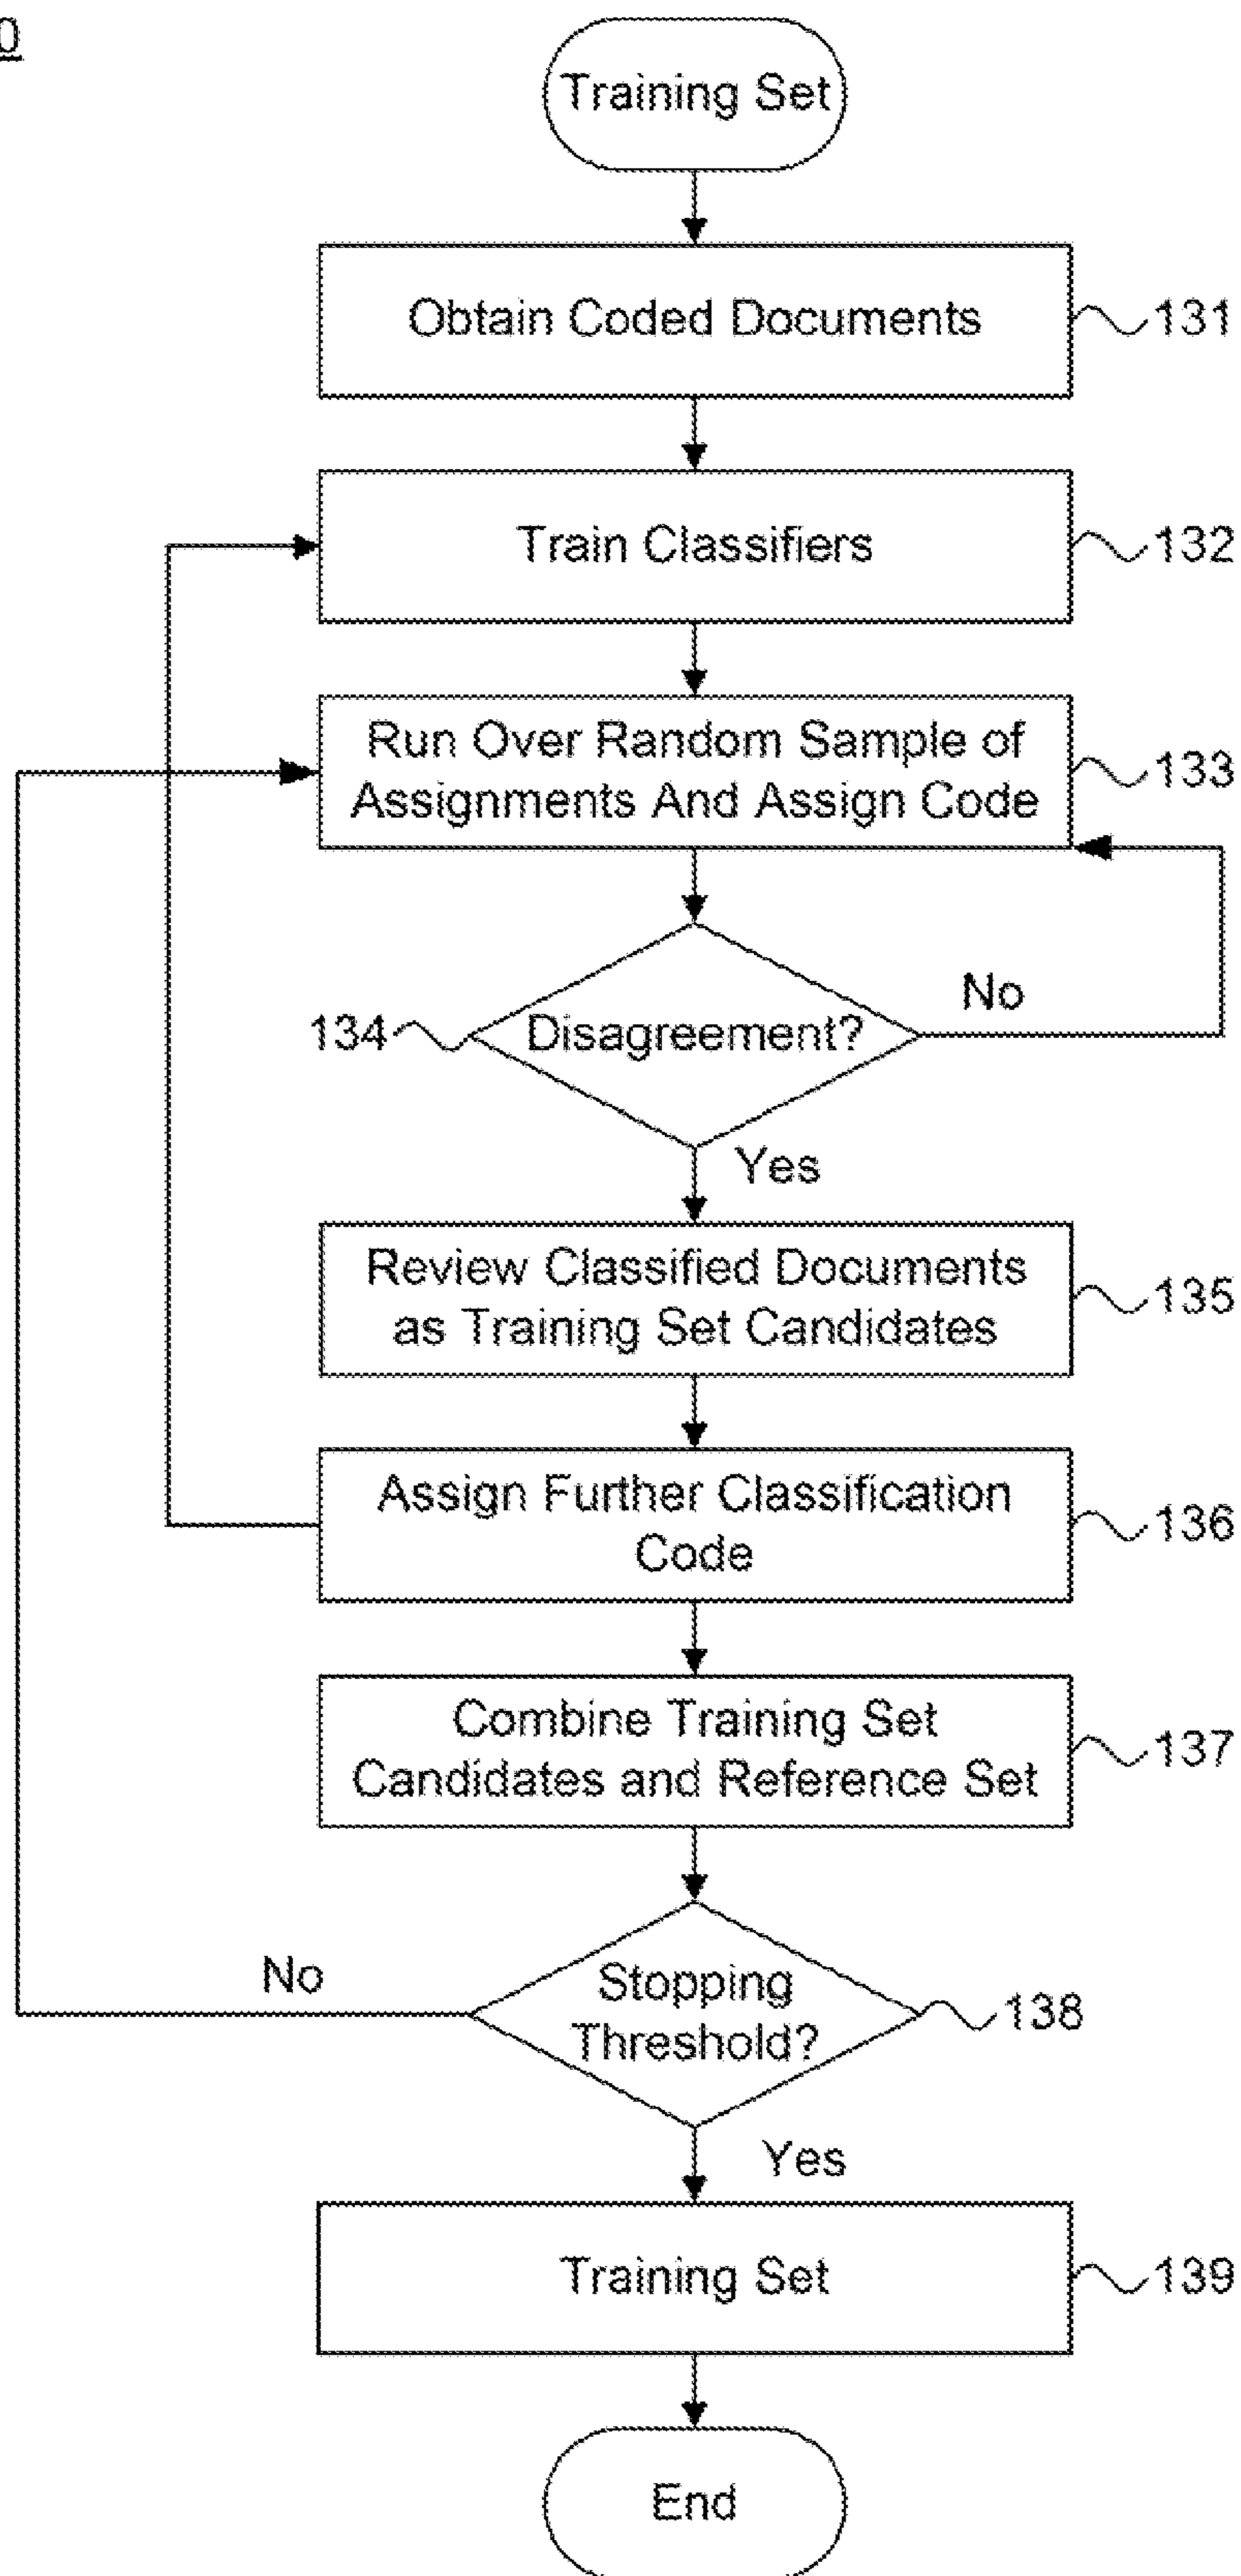 0
Training Set
Obtain Coded Documents
131
Train Classifiers
132
Run Over Random Sample of
Assignments And Assign Code
133
134
Disagreement?
No
Yes
Review Classified Documents
as Training Set Candidates
135
Assign Further Classification
Code
136
Combine Training Set
Candidates and Reference Set
137
No
Stopping
Threshold?
138
Yes
Training Set
139
End